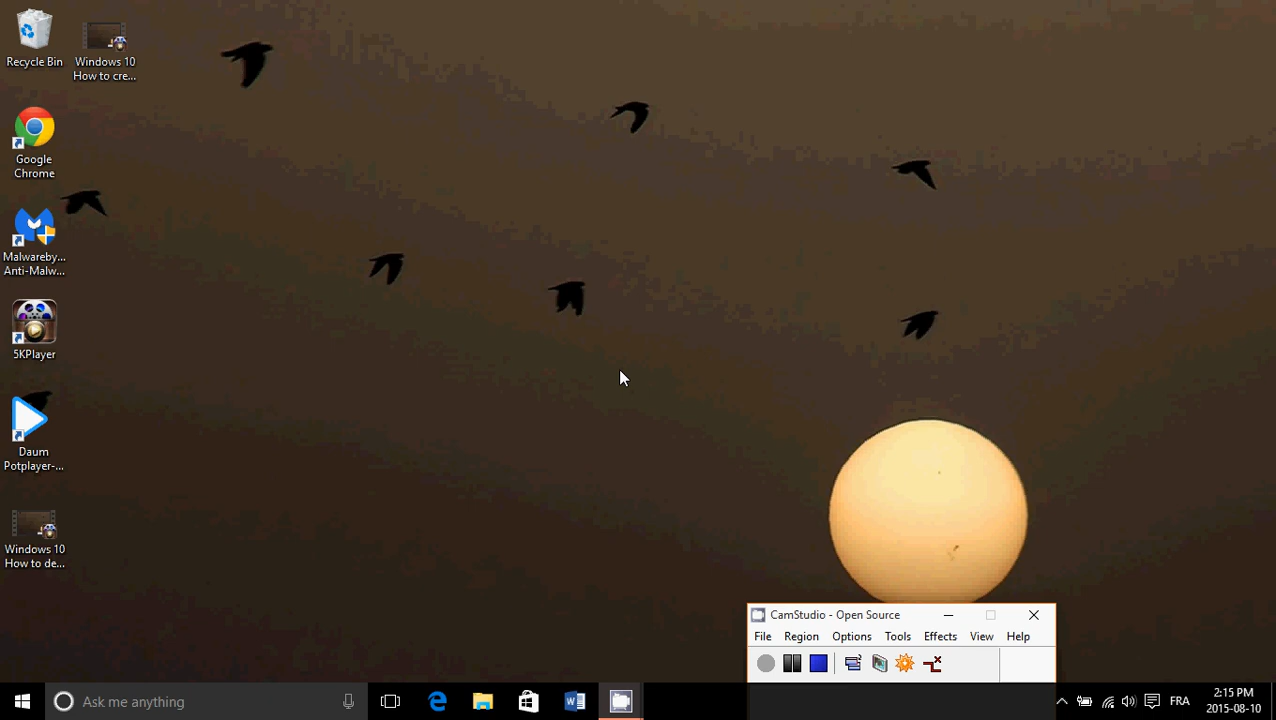 Recycle Bin
Windows 10
How to cre...
Google
Chrome
Malwareby...
Anti-Malw...
5KPlayer
Daum
Potplayer-...
Windows 10
How to de...
CamStudio - Open Source
File Region Options Tools Effects View Help
Ask me anything
FRA
2:15 PM
2015-08-10